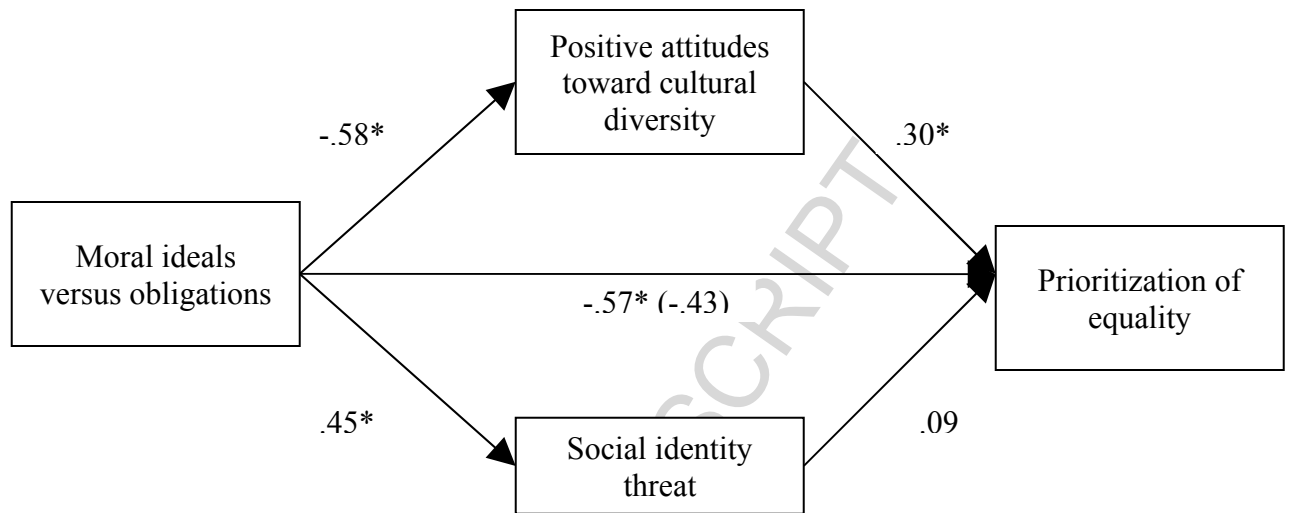 Positive attitudes
toward cultural
diversity
-.58*
.30*
Moral ideals
versus obligations
-.57* (-.43)
Prioritization of
equality
.45*
.09
Social identity
threat
SCRIPT